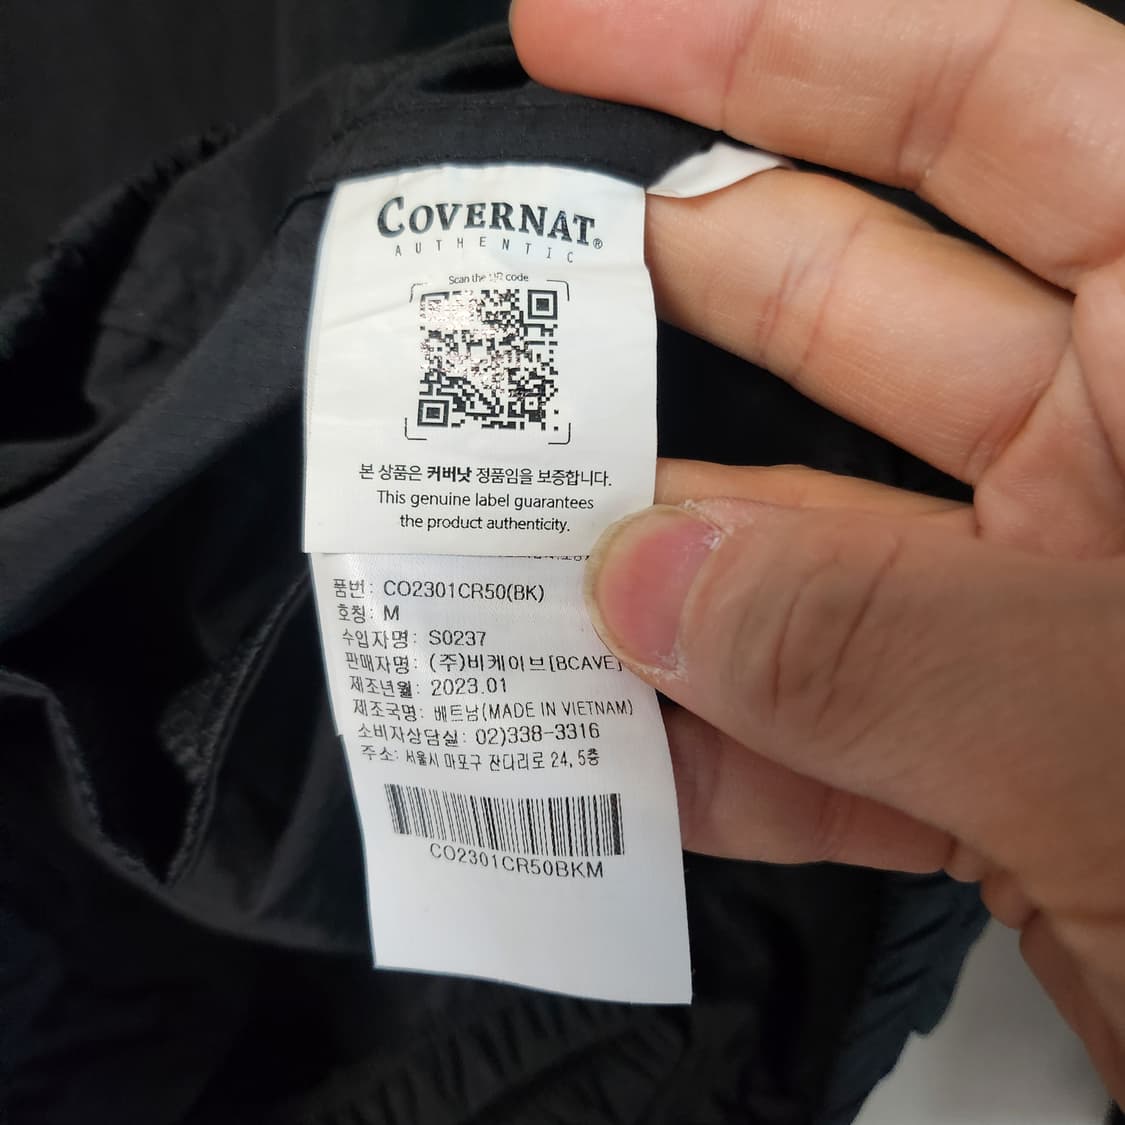 COVERNAT®
AUTHENTIC
Scan the QR code
본 상품은 커버낫 정품임을 보증합니다.
This genuine label guarantees
the product authenticity.
품번: CO2301CR50(BK)
호칭: M
수입자명: S0237
판매자명: (주)비케이브[BCAVE]
제조년월: 2023.01
제조국명: 베트남(MADE IN VIETNAM)
소비자상담실: 02)338-3316
주소: 서울시 마포구 잔다리로 24, 5층
CO2301CR50BKM